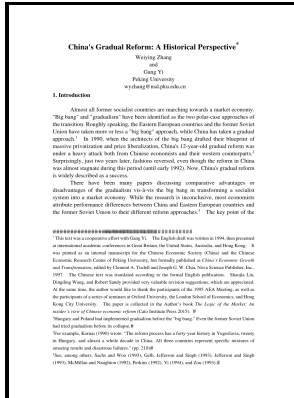 China's Gradual Reform: A Historical Perspective*
Weiying Zhang
and
Gang Yi
Peking University
wyzhang@nsd.pku.edu.cn
1. Introduction
Almost all former socialist countries are marching towards a market economy.
"Big bang" and "gradualism" have been identified as the two polar-case approaches of
the transition. Roughly speaking, the Eastern European countries and the former Soviet
Union have taken more or less a "big bang" approach, while China has taken a gradual
approach.¹ In 1990, when the architects of the big bang drafted their blueprint of
massive privatization and price liberalization, China's 12-year-old gradual reform was
under a heavy attack both from Chinese economists and their western counterparts.²
Surprisingly, just two years later, fashions reversed, even though the reform in China
was almost stagnate during this period (until early 1992). Now, China's gradual reform
is widely described as a success.
There have been many papers discussing comparative advantages or
disadvantages of the gradualism vis-à-vis the big bang in transforming a socialist
system into a market economy. While the research is inconclusive, most economists
attribute performance differences between China and Eastern European countries and
the former Soviet Union to their different reform approaches.³ The key point of the
* This text was a cooperative effort with Gang Yi. The English draft was written in 1994, then presented
at international academic conferences in Great Britain, the United States, Australia, and Hong Kong. It
was printed as an internal manuscript for the Chinese Economic Society (China) and the Chinese
Economic Research Center of Peking University, but formally published in China's Economic Growth
and Transformation, edited by Clement A. Tisdell and Joseph C. W. Chai, Nova Science Publisher, Inc.,
1997. The Chinese text was translated according to the formal English publication. Shuqiu Lin,
Dingding Wang, and Robert Sandy provided very valuable revision suggestions, which are appreciated.
At the same time, the author would like to thank the participants of the 1995 AEA Meeting, as well as
the participants of a series of seminars at Oxford University, the London School of Economics, and Hong
Kong City University. The paper is collected in the Author's book The Logic of the Market: An
insider's view of Chinese economic reform (Cato Institute Press 2015).
¹Hungary and Poland had implemented gradualism before the "big bang." Even the former Soviet Union
had tried gradualism before its collapse.
²For example, Kornai (1990) wrote: "The reform process has a forty-year history in Yugoslavia, twenty
in Hungary, and almost a whole decade in China. All three countries represent specific mixtures of
amazing results and disastrous failures." (pp. 210)
³See, among others, Sachs and Woo (1993), Gelb, Jefferson and Singh (1993), Jefferson and Singh
(1993), McMillan and Naughton (1992), Perkins (1992), Yi (1994), and Zou (1993).